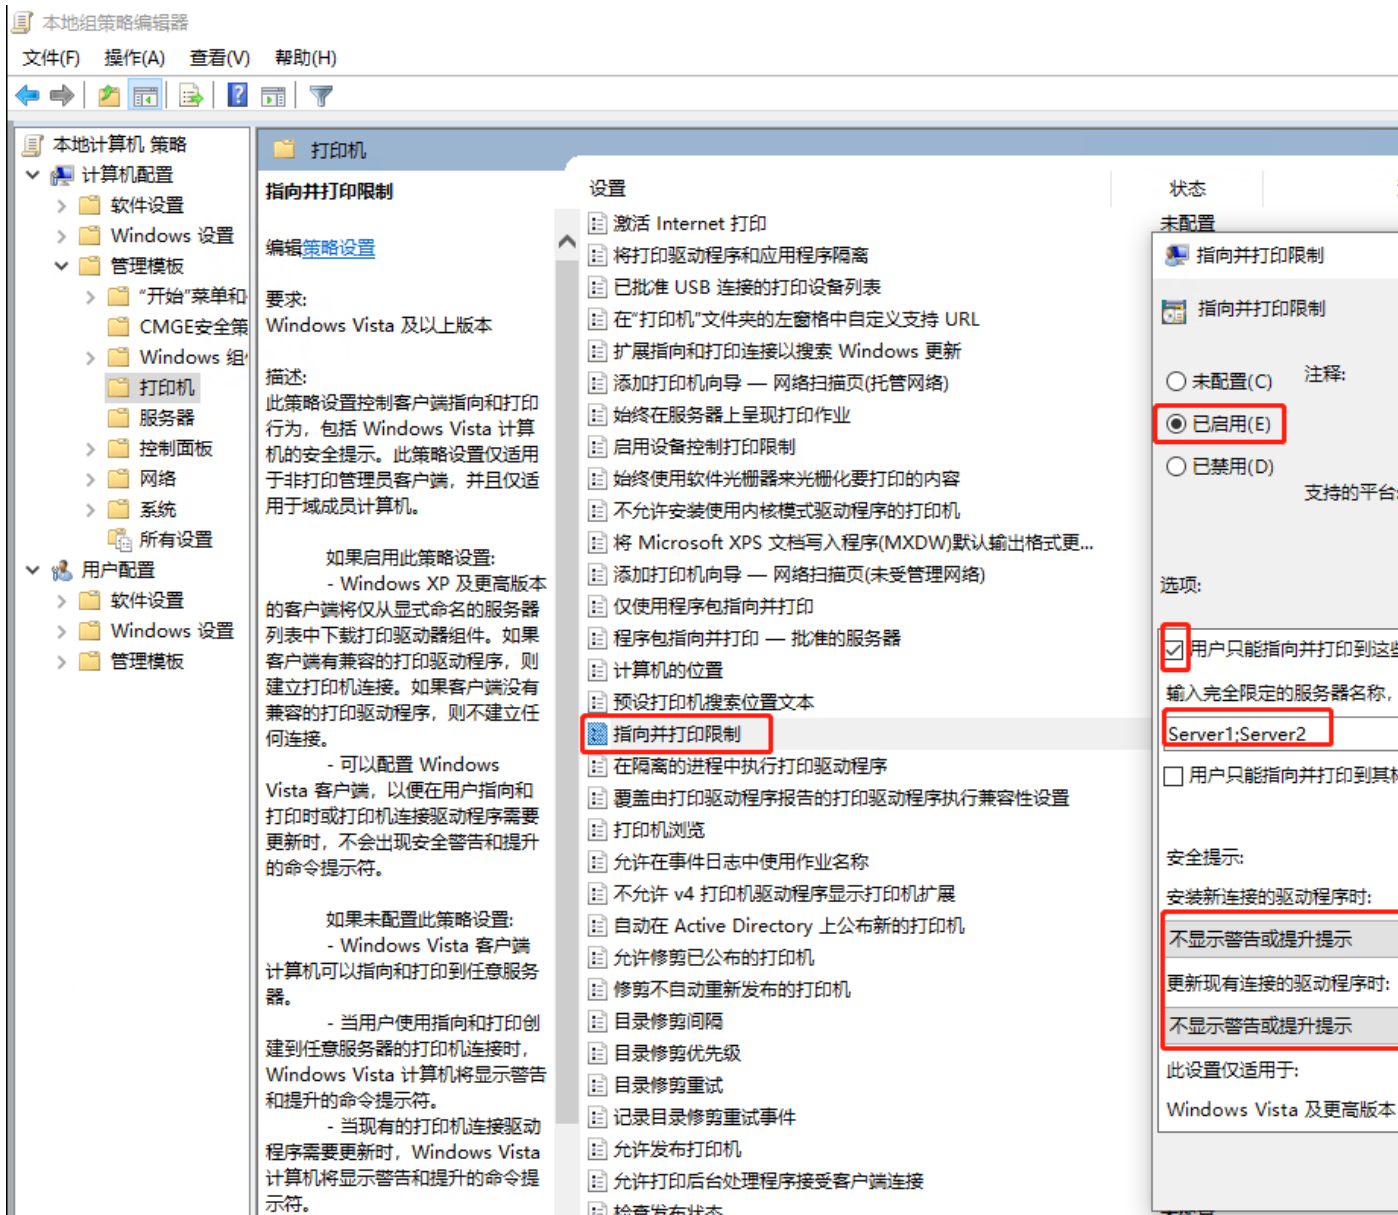 本地组策略编辑器
文件(F) 操作(A) 查看(V) 帮助(H)
本地计算机 策略
计算机配置
软件设置
Windows 设置
管理模板
“开始”菜单和
CMGE安全策
Windows 组
打印机
服务器
控制面板
网络
系统
所有设置
用户配置
软件设置
Windows 设置
管理模板
打印机
指向并打印限制
编辑策略设置
要求:
Windows Vista 及以上版本
描述:
此策略设置控制客户端指向和打印
行为，包括 Windows Vista 计算
机的安全提示。此策略设置仅适用
于非打印管理员客户端，并且仅适
用于域成员计算机。
如果启用此策略设置:
- Windows XP 及更高版本
的客户端将仅从显式命名的服务器
列表中下载打印驱动器组件。如果
客户端有兼容的打印驱动程序，则
建立打印机连接。如果客户端没有
兼容的打印驱动程序，则不建立任
何连接。
- 可以配置 Windows
Vista 客户端，以便在用户指向和
打印时或打印机连接驱动程序需要
更新时，不会出现安全警告和提升
的命令提示符。
如果未配置此策略设置:
- Windows Vista 客户端
计算机可以指向和打印到任意服务
器。
- 当用户使用指向和打印创
建到任意服务器的打印机连接时，
Windows Vista 计算机将显示警告
和提升的命令提示符。
- 当现有的打印机连接驱动
程序需要更新时，Windows Vista
计算机将显示警告和提升的命令提
示符。
设置 状态
激活 Internet 打印 未配置
将打印驱动程序和应用程序隔离
已批准 USB 连接的打印设备列表
在“打印机”文件夹的左窗格中自定义支持 URL
扩展指向和打印连接以搜索 Windows 更新
添加打印机向导 — 网络扫描页(托管网络)
始终在服务器上呈现打印作业
启用设备控制打印限制
始终使用软件光栅器来光栅化要打印的内容
不允许安装使用内核模式驱动程序的打印机
将 Microsoft XPS 文档写入程序(MXDW)默认输出格式更...
添加打印机向导 — 网络扫描页(未受管理网络)
仅使用程序包指向并打印
程序包指向并打印 — 批准的服务器
计算机的位置
预设打印机搜索位置文本
指向并打印限制
在隔离的进程中执行打印驱动程序
覆盖由打印驱动程序报告的打印驱动程序执行兼容性设置
打印机浏览
允许在事件日志中使用作业名称
不允许 v4 打印机驱动程序显示打印机扩展
自动在 Active Directory 上公布新的打印机
允许修剪已公布的打印机
修剪不自动重新发布的打印机
目录修剪间隔
目录修剪优先级
目录修剪重试
记录目录修剪重试事件
允许发布打印机
允许打印后台处理程序接受客户端连接
检查发布状态
指向并打印限制
指向并打印限制
未配置(C) 注释:
已启用(E)
已禁用(D)
支持的平台:
选项:
用户只能指向并打印到这些
输入完全限定的服务器名称，
Server1;Server2
用户只能指向并打印到其林
安全提示:
安装新连接的驱动程序时:
不显示警告或提升提示
更新现有连接的驱动程序时:
不显示警告或提升提示
此设置仅适用于:
Windows Vista 及更高版本